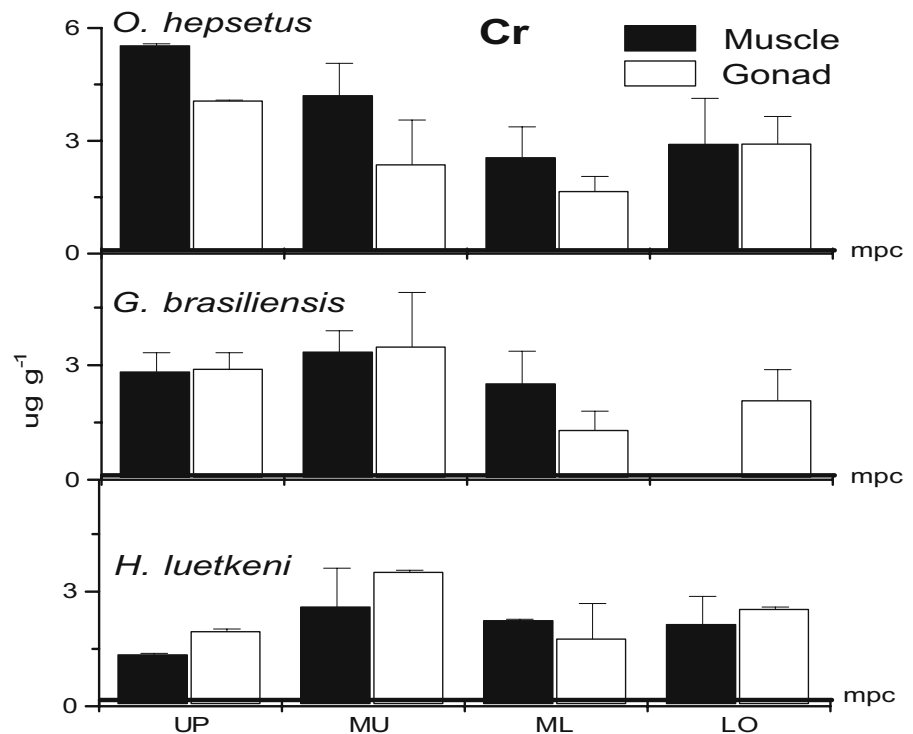 6
O. hepsetus
Cr
Muscle
Gonad
3
0
mpc
G. brasiliensis
3
ug g-1
0
mpc
H. luetkeni
3
0
mpc
UP MU ML LO